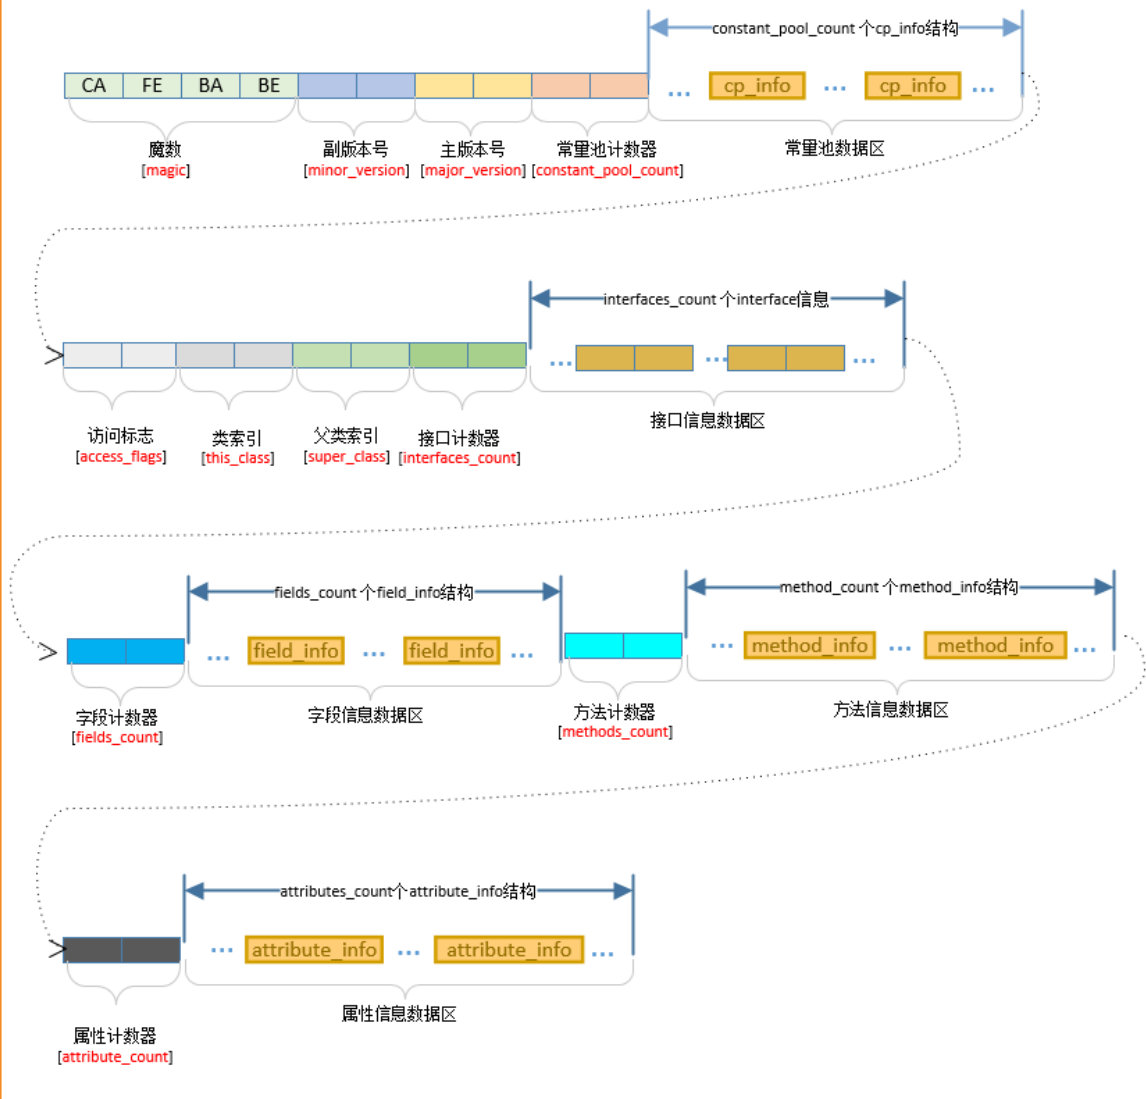 constant_pool_count 个cp_info结构
CA FE BA BE ... cp_info ... cp_info ...
魔数 副版本号 主版本号 常量池计数器 常量池数据区
[magic] [minor_version] [major_version] [constant_pool_count]
interfaces_count 个interface信息
... ... ...
访问标志 类索引 父类索引 接口计数器 接口信息数据区
[access_flags] [this_class] [super_class] [interfaces_count]
fields_count 个field_info结构 method_count 个method_info结构
... field_info ... field_info ... ... method_info ... method_info ...
字段计数器 字段信息数据区 方法计数器 方法信息数据区
[fields_count] [methods_count]
attributes_count个attribute_info结构
... attribute_info ... attribute_info ...
属性计数器 属性信息数据区
[attribute_count]